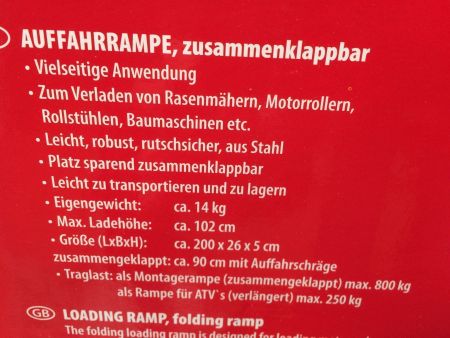 AUFFAHRRAMPE, zusammenklappbar
• Vielseitige Anwendung
• Zum Verladen von Rasenmähern, Motorrollern,
Rollstühlen, Baumaschinen etc.
• Leicht, robust, rutschsicher, aus Stahl
• Platz sparend zusammenklappbar
• Leicht zu transportieren und zu lagern
• Eigengewicht: ca. 14 kg
• Max. Ladehöhe: ca. 102 cm
• Größe (LxBxH): ca. 200 x 26 x 5 cm
zusammengeklappt: ca. 90 cm mit Auffahrschräge
• Traglast: als Montagerampe (zusammengeklappt) max. 800 kg
als Rampe für ATV`s (verlängert) max. 250 kg
GB LOADING RAMP, folding ramp
The folding loading ramp is designed for loading